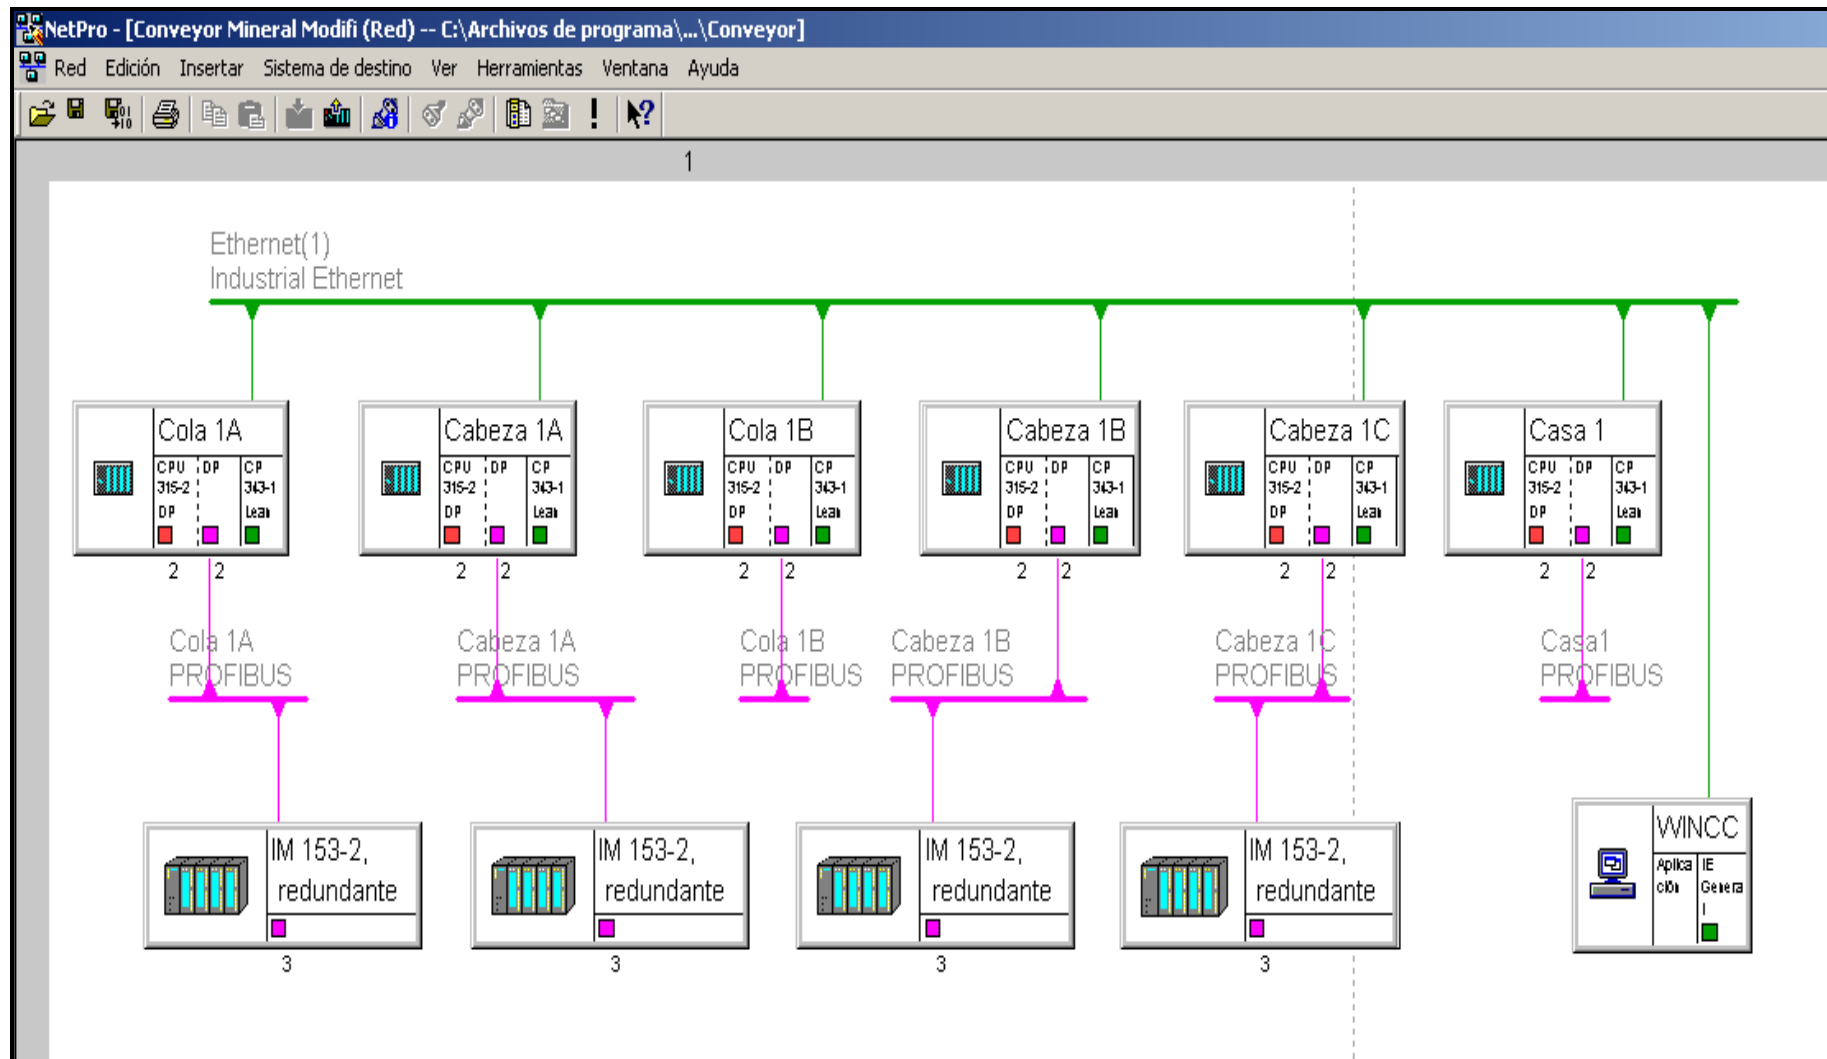 NetPro - [Conveyor Mineral Modifi (Red) -- C:\Archivos de programa\...\Conveyor]
Red Edición Insertar Sistema de destino Ver Herramientas Ventana Ayuda
1
Ethernet(1)
Industrial Ethernet
Cola 1A
CPU 315-2 DP
DP
CP 343-1 Lean
2 2
Cabeza 1A
CPU 315-2 DP
DP
CP 343-1 Lean
2 2
Cola 1B
CPU 315-2 DP
DP
CP 343-1 Lean
2 2
Cabeza 1B
CPU 315-2 DP
DP
CP 343-1 Lean
2 2
Cabeza 1C
CPU 315-2 DP
DP
CP 343-1 Lean
2 2
Casa 1
CPU 315-2 DP
DP
CP 343-1 Lean
2 2
Cola 1A
PROFIBUS
Cabeza 1A
PROFIBUS
Cola 1B
PROFIBUS
Cabeza 1B
PROFIBUS
Cabeza 1C
PROFIBUS
Casa1
PROFIBUS
IM 153-2,
redundante
3
IM 153-2,
redundante
3
IM 153-2,
redundante
3
IM 153-2,
redundante
3
WINCC
Aplica
ción
IE
Genera
l